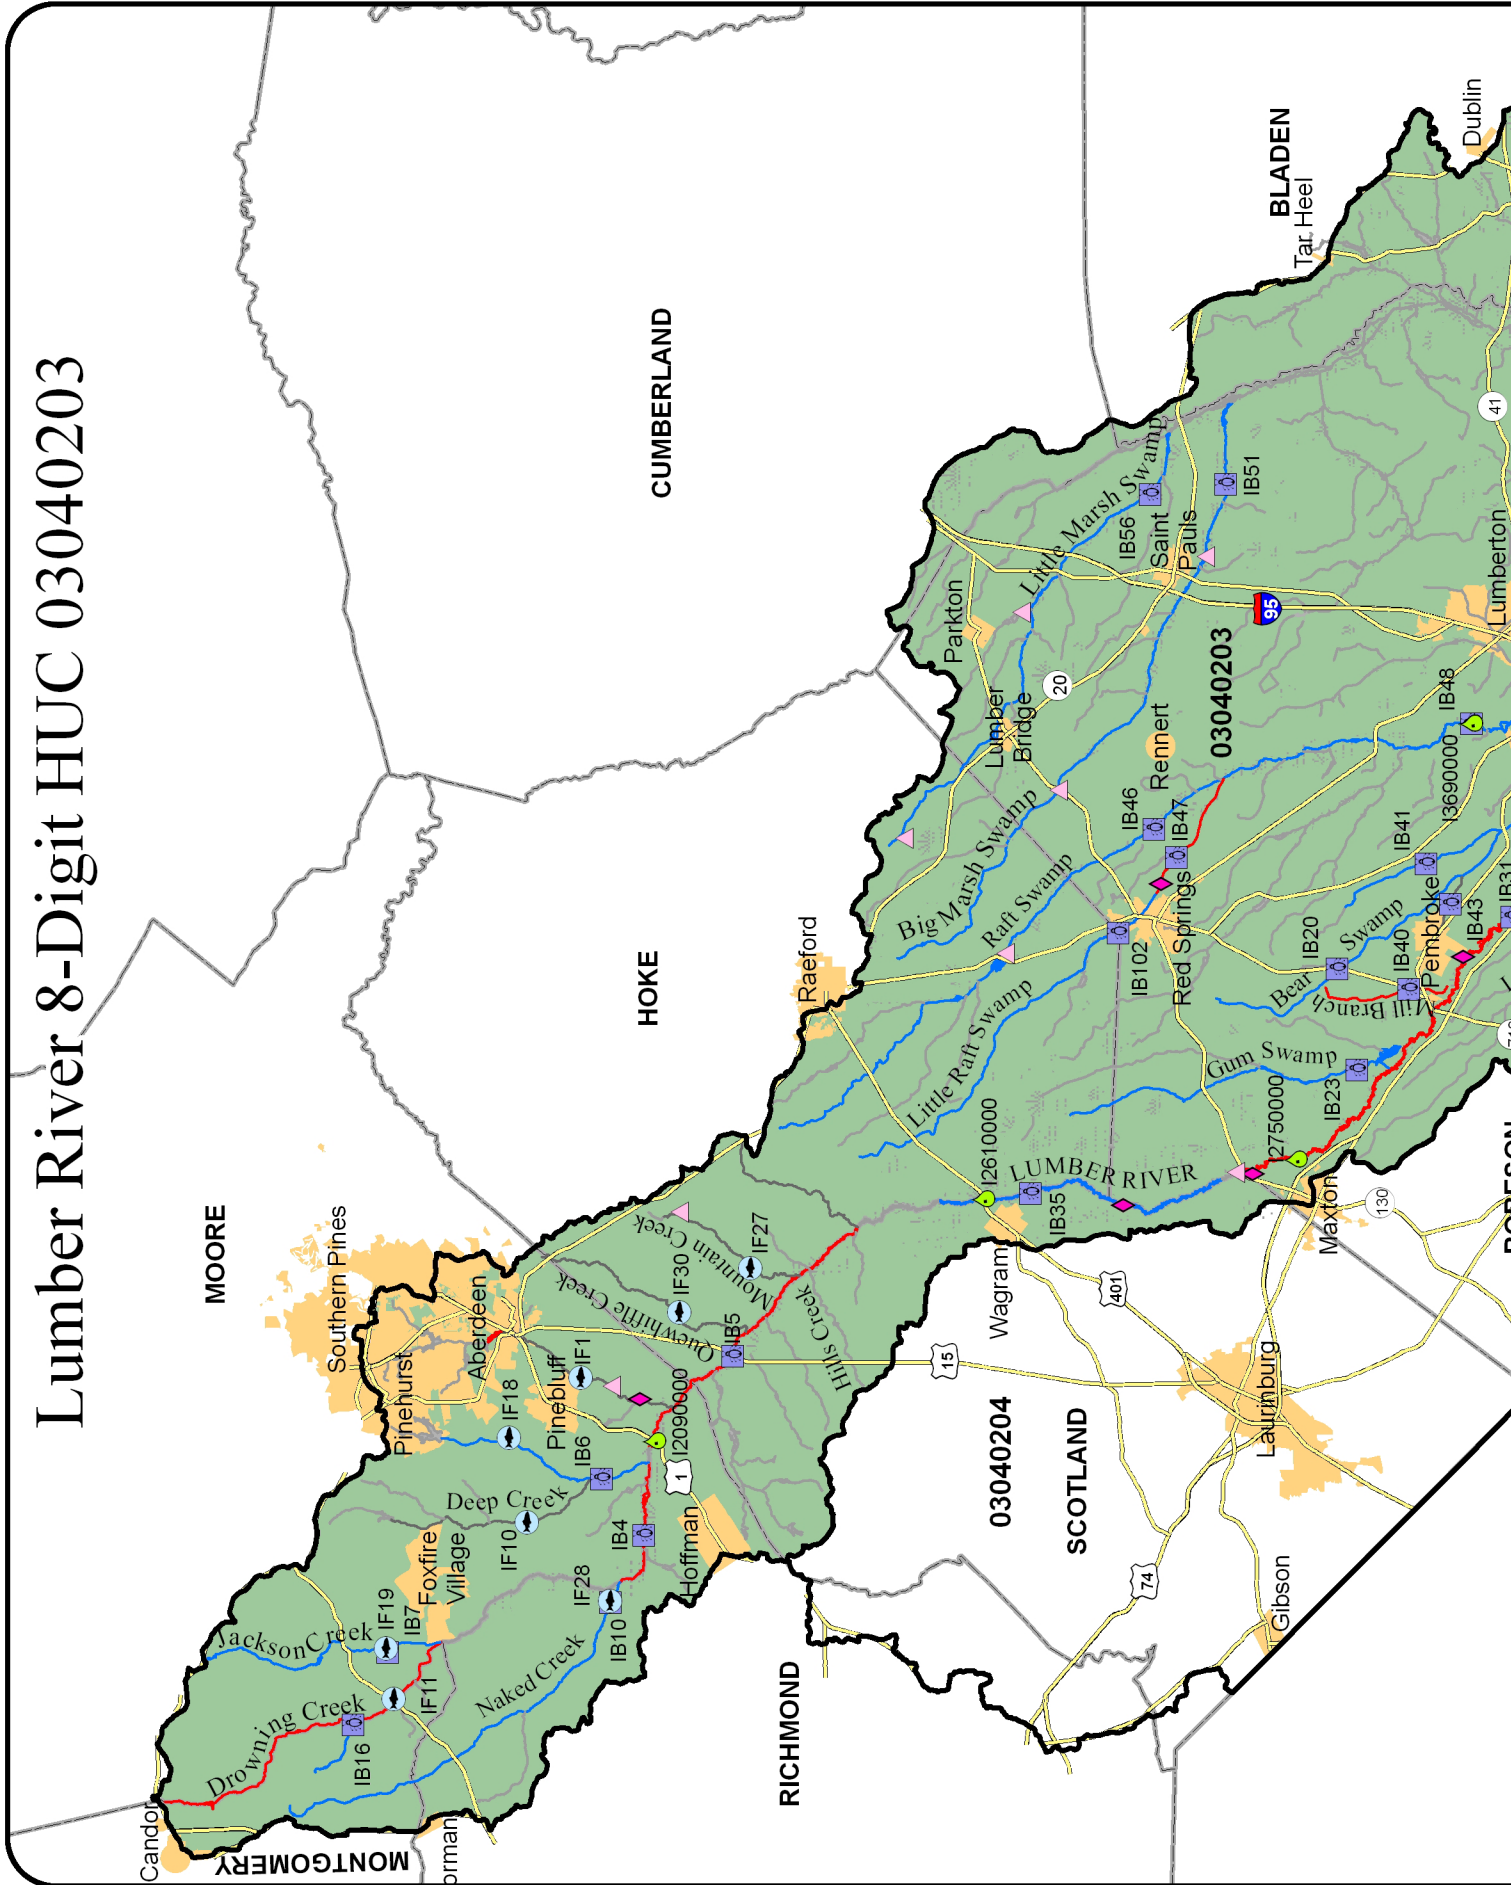 Lumber River 8-Digit HUC 03040203
MOORE
CUMBERLAND
HOKE
BLADEN
Tar Heel
Dublin
Southern Pines
Pinehurst
Aberdeen
Pinebluff
IF18
IF1
IB6
Deep Creek
IF10
Foxfire
Village
IF19
IB7
Jackson Creek
IF11
Drowning Creek
IB16
Candor
MONTGOMERY
Naked Creek
IF28
IB10
IB4
Hoffman
1
I2090000
IB5
Quewhiffle Creek
IF30
Mountain Creek
IF27
Hills Creek
RICHMOND
Raeford
Big Marsh Swamp
Raft Swamp
Little Raft Swamp
Lumber
Bridge
Parkton
Little Marsh Swamp
IB56
Saint
Pauls
IB51
20
Rennert
03040203
95
IB46
IB47
IB102
Red Springs
I2610000
LUMBER RIVER
IB35
Wagram
401
15
03040204
SCOTLAND
Laurinburg
74
Gibson
Maxton
130
I2750000
IB23
Gum Swamp
Bear Swamp
IB20
Mill Branch
IB40
Pembroke
IB43
IB41
IB31
I3690000
IB48
Lumberton
41